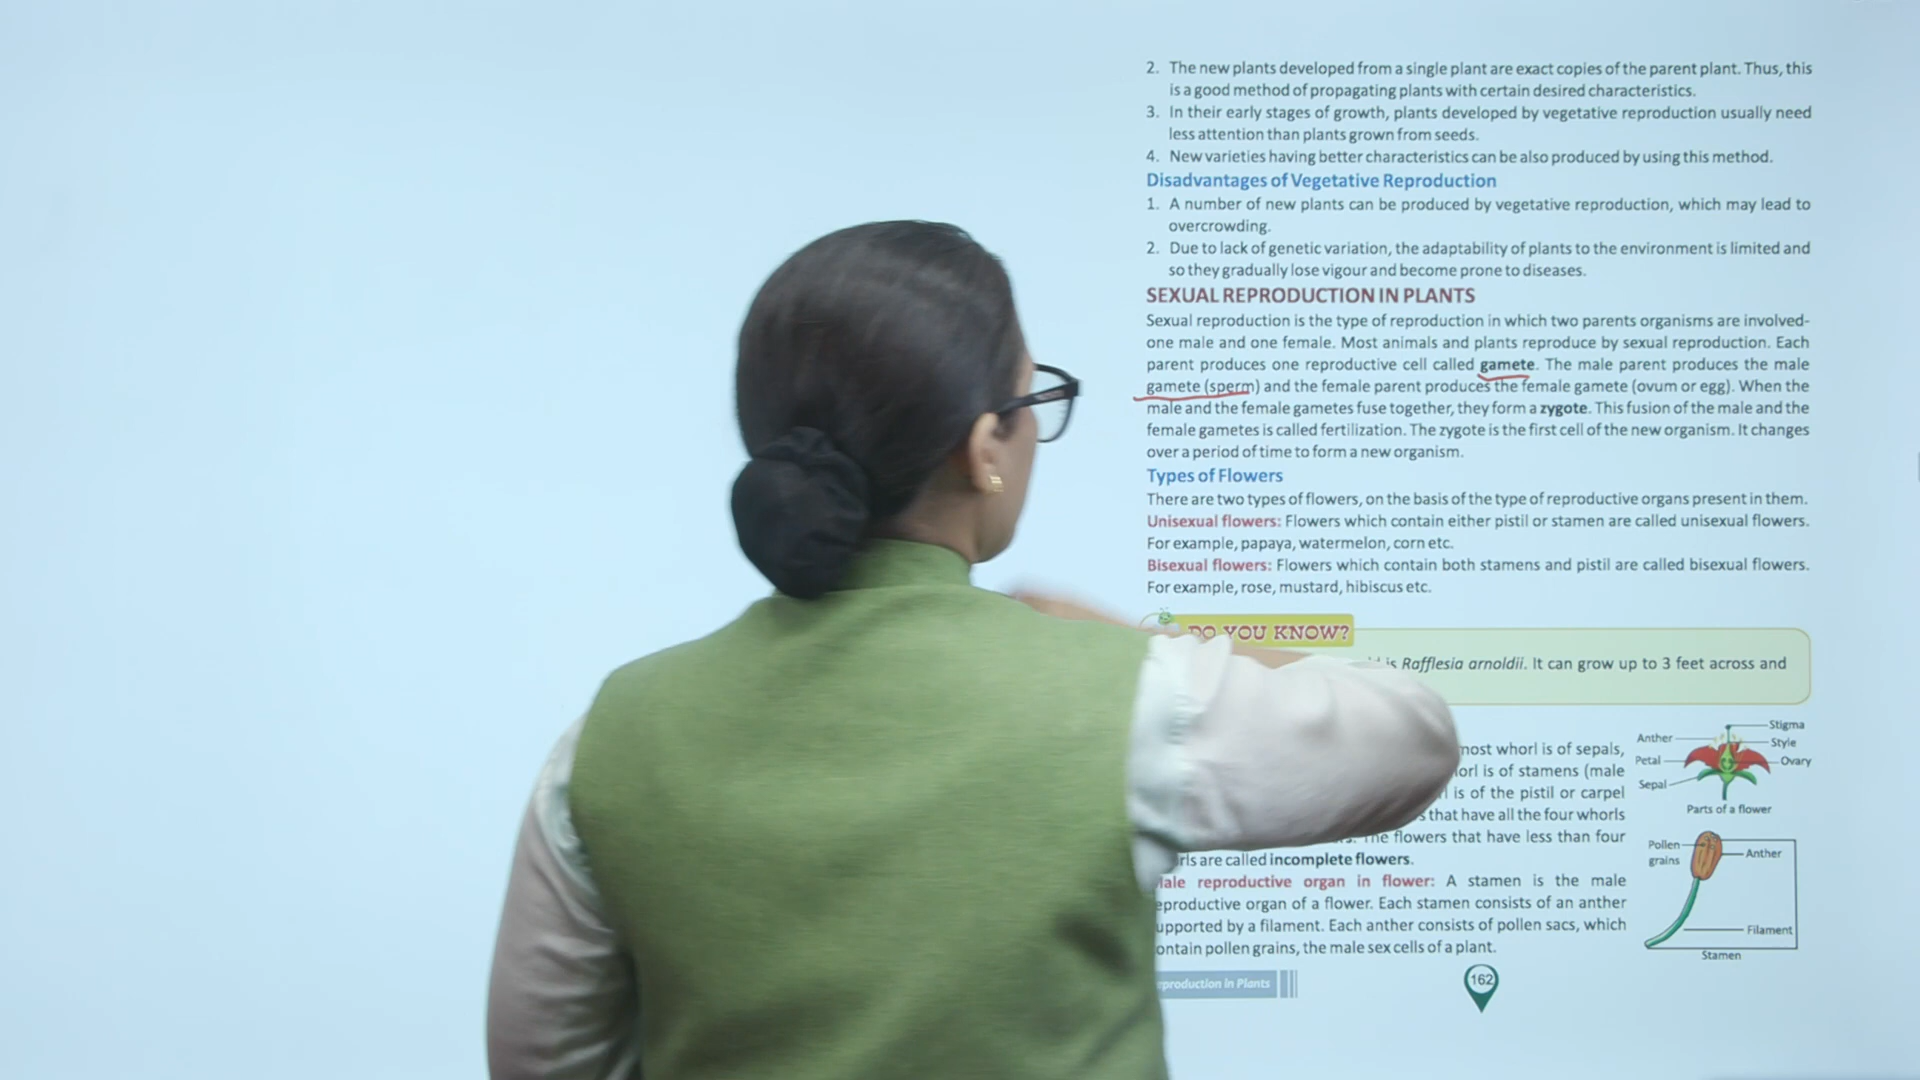 2. The new plants developed from a single plant are exact copies of the parent plant. Thus, this
is a good method of propagating plants with certain desired characteristics.
3. In their early stages of growth, plants developed by vegetative reproduction usually need
less attention than plants grown from seeds.
4. New varieties having better characteristics can be also produced by using this method.
Disadvantages of Vegetative Reproduction
1. A number of new plants can be produced by vegetative reproduction, which may lead to
overcrowding.
2. Due to lack of genetic variation, the adaptability of plants to the environment is limited and
so they gradually lose vigour and become prone to diseases.
SEXUAL REPRODUCTION IN PLANTS
Sexual reproduction is the type of reproduction in which two parents organisms are involved-
one male and one female. Most animals and plants reproduce by sexual reproduction. Each
parent produces one reproductive cell called gamete. The male parent produces the male
gamete (sperm) and the female parent produces the female gamete (ovum or egg). When the
male and the female gametes fuse together, they form a zygote. This fusion of the male and the
female gametes is called fertilization. The zygote is the first cell of the new organism. It changes
over a period of time to form a new organism.
Types of Flowers
There are two types of flowers, on the basis of the type of reproductive organs present in them.
Unisexual flowers: Flowers which contain either pistil or stamen are called unisexual flowers.
For example, papaya, watermelon, corn etc.
Bisexual flowers: Flowers which contain both stamens and pistil are called bisexual flowers.
For example, rose, mustard, hibiscus etc.
DO YOU KNOW?
is Rafflesia arnoldii. It can grow up to 3 feet across and
most whorl is of sepals,
is of stamens (male
is of the pistil or carpel
that have all the four whorls
The flowers that have less than four
are called incomplete flowers.
reproductive organ in flower: A stamen is the male
organ of a flower. Each stamen consists of an anther
by a filament. Each anther consists of pollen sacs, which
pollen grains, the male sex cells of a plant.
Stigma
Anther
Style
Petal
Ovary
Sepal
Parts of a flower
Pollen
grains
Anther
Filament
Stamen
in Plants
162